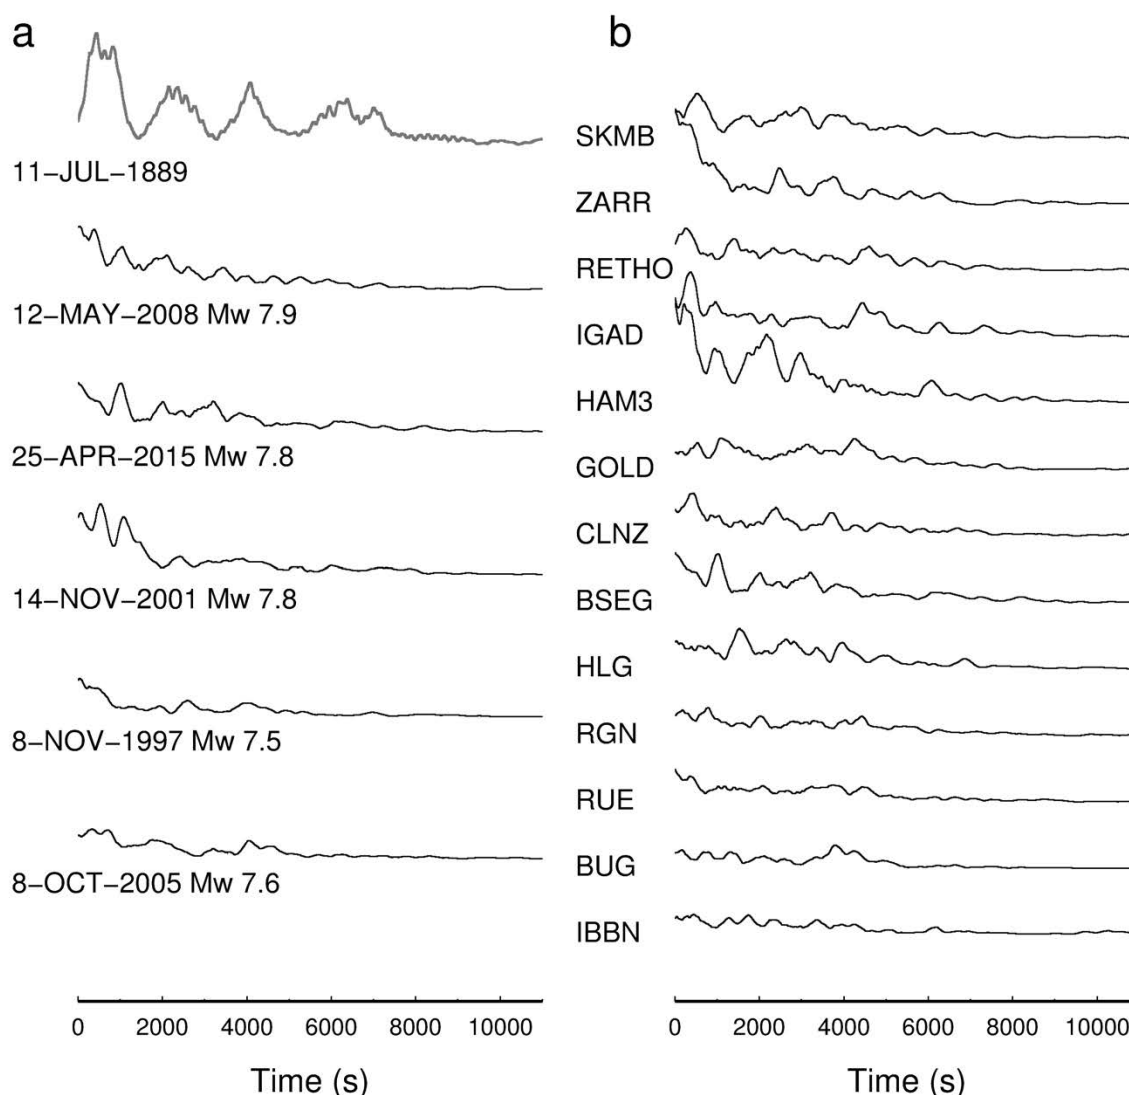 a
11–JUL–1889
12–MAY–2008 Mw 7.9
25–APR–2015 Mw 7.8
14–NOV–2001 Mw 7.8
8–NOV–1997 Mw 7.5
8–OCT–2005 Mw 7.6
0 2000 4000 6000 8000 10000
Time (s)
b
SKMB
ZARR
RETHO
IGAD
HAM3
GOLD
CLNZ
BSEG
HLG
RGN
RUE
BUG
IBBN
0 2000 4000 6000 8000 10000
Time (s)